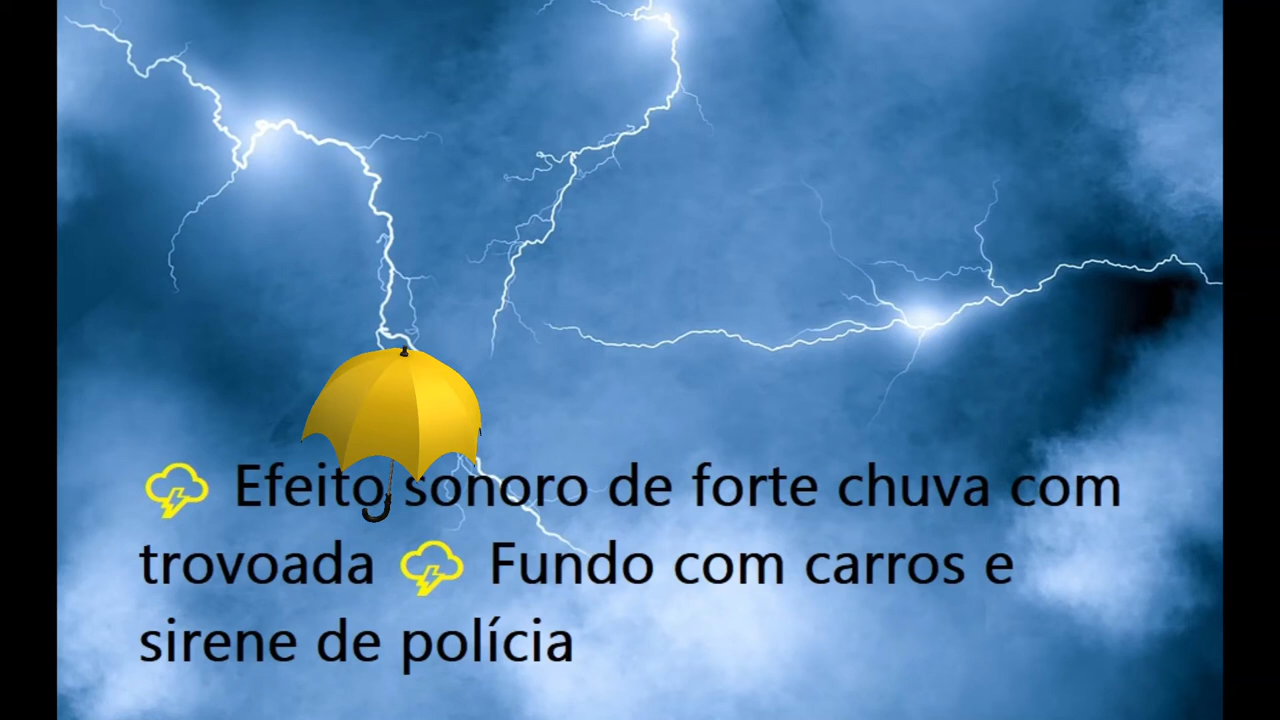 🌩 Efeito sonoro de forte chuva com
trovoada 🌩 Fundo com carros e
sirene de polícia